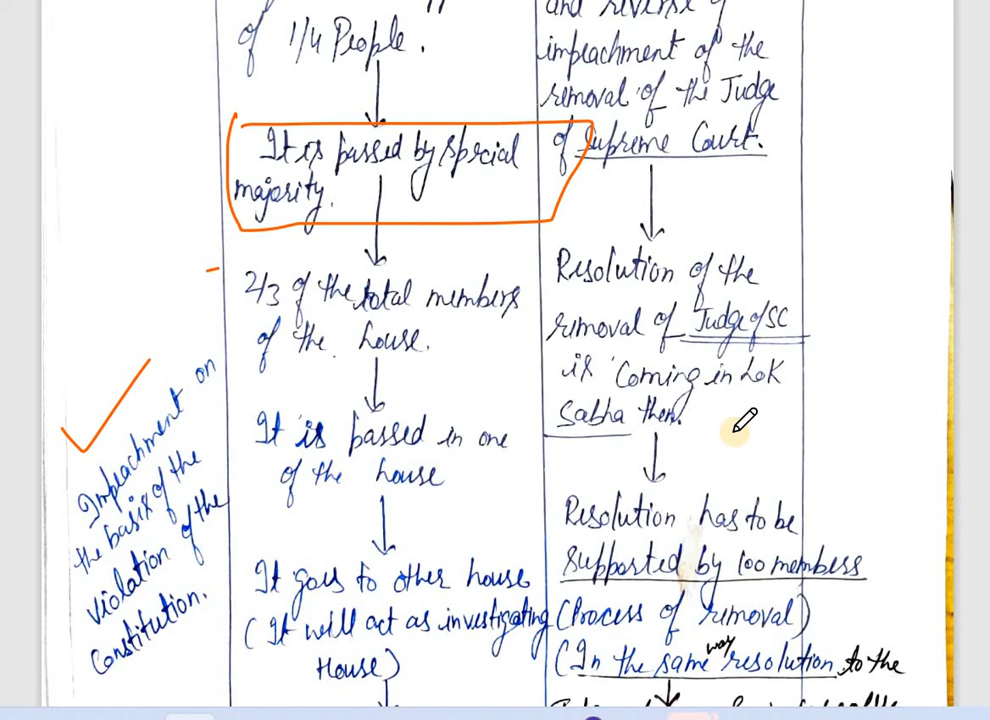 of 1/4 People.
It is passed by special
majority.
2/3 of the total members
of the house.
It is passed in one
of the house
It goes to other house
(It will act as investigating
House)
and reverse of
impeachment of the
removal of the Judge
of Supreme Court.
Resolution of the
removal of Judge of SC
is Coming in Lok
Sabha then.
Resolution has to be
supported by 100 members
(Process of removal)
(In the same way resolution to the
Impeachment on
the basis of the
violation of the
Constitution.